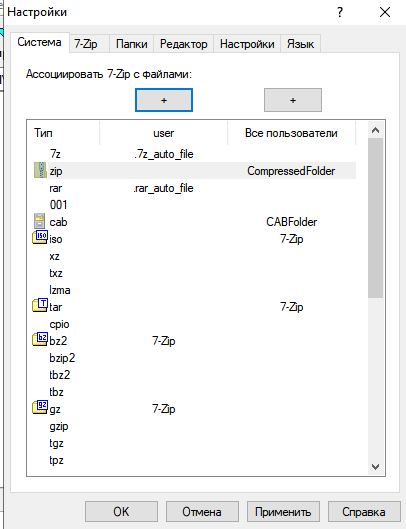 Настройки
?
Система 7-Zip Папки Редактор Настройки Язык
Ассоциировать 7-Zip с файлами:
+ +
Тип user Все пользователи
7z .7z_auto_file
zip CompressedFolder
rar .rar_auto_file
001
cab CABFolder
iso 7-Zip
xz
txz
lzma
tar 7-Zip
cpio
bz2 7-Zip
bzip2
tbz2
tbz
gz 7-Zip
gzip
tgz
tpz
OK Отмена Применить Справка